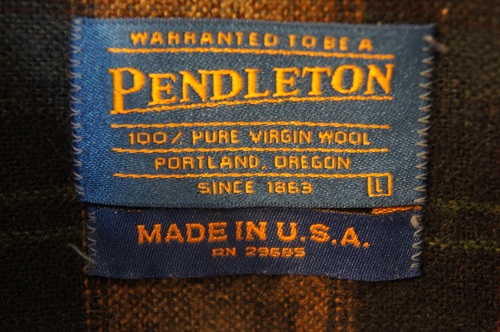 WARRANTED TO BE A
PENDLETON
100% PURE VIRGIN WOOL
PORTLAND, OREGON
SINCE 1863 L
MADE IN U.S.A.
RN 29685